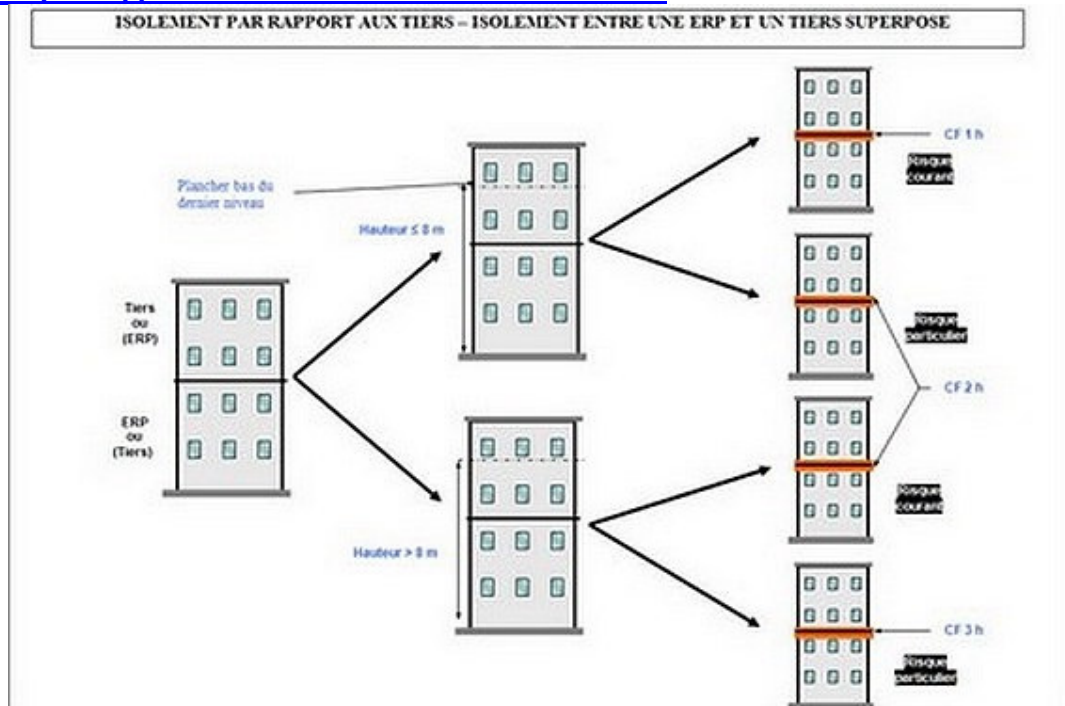 ISOLEMENT PAR RAPPORT AUX TIERS – ISOLEMENT ENTRE UNE ERP ET UN TIERS SUPERPOSE
CF 1 h
Risque
courant
Plancher bas du
dernier niveau
Hauteur ≤ 8 m
Tiers
ou
(ERP)
Risque
particulier
CF 2 h
ERP
ou
(Tiers)
Risque
courant
Hauteur > 8 m
CF 3 h
Risque
particulier